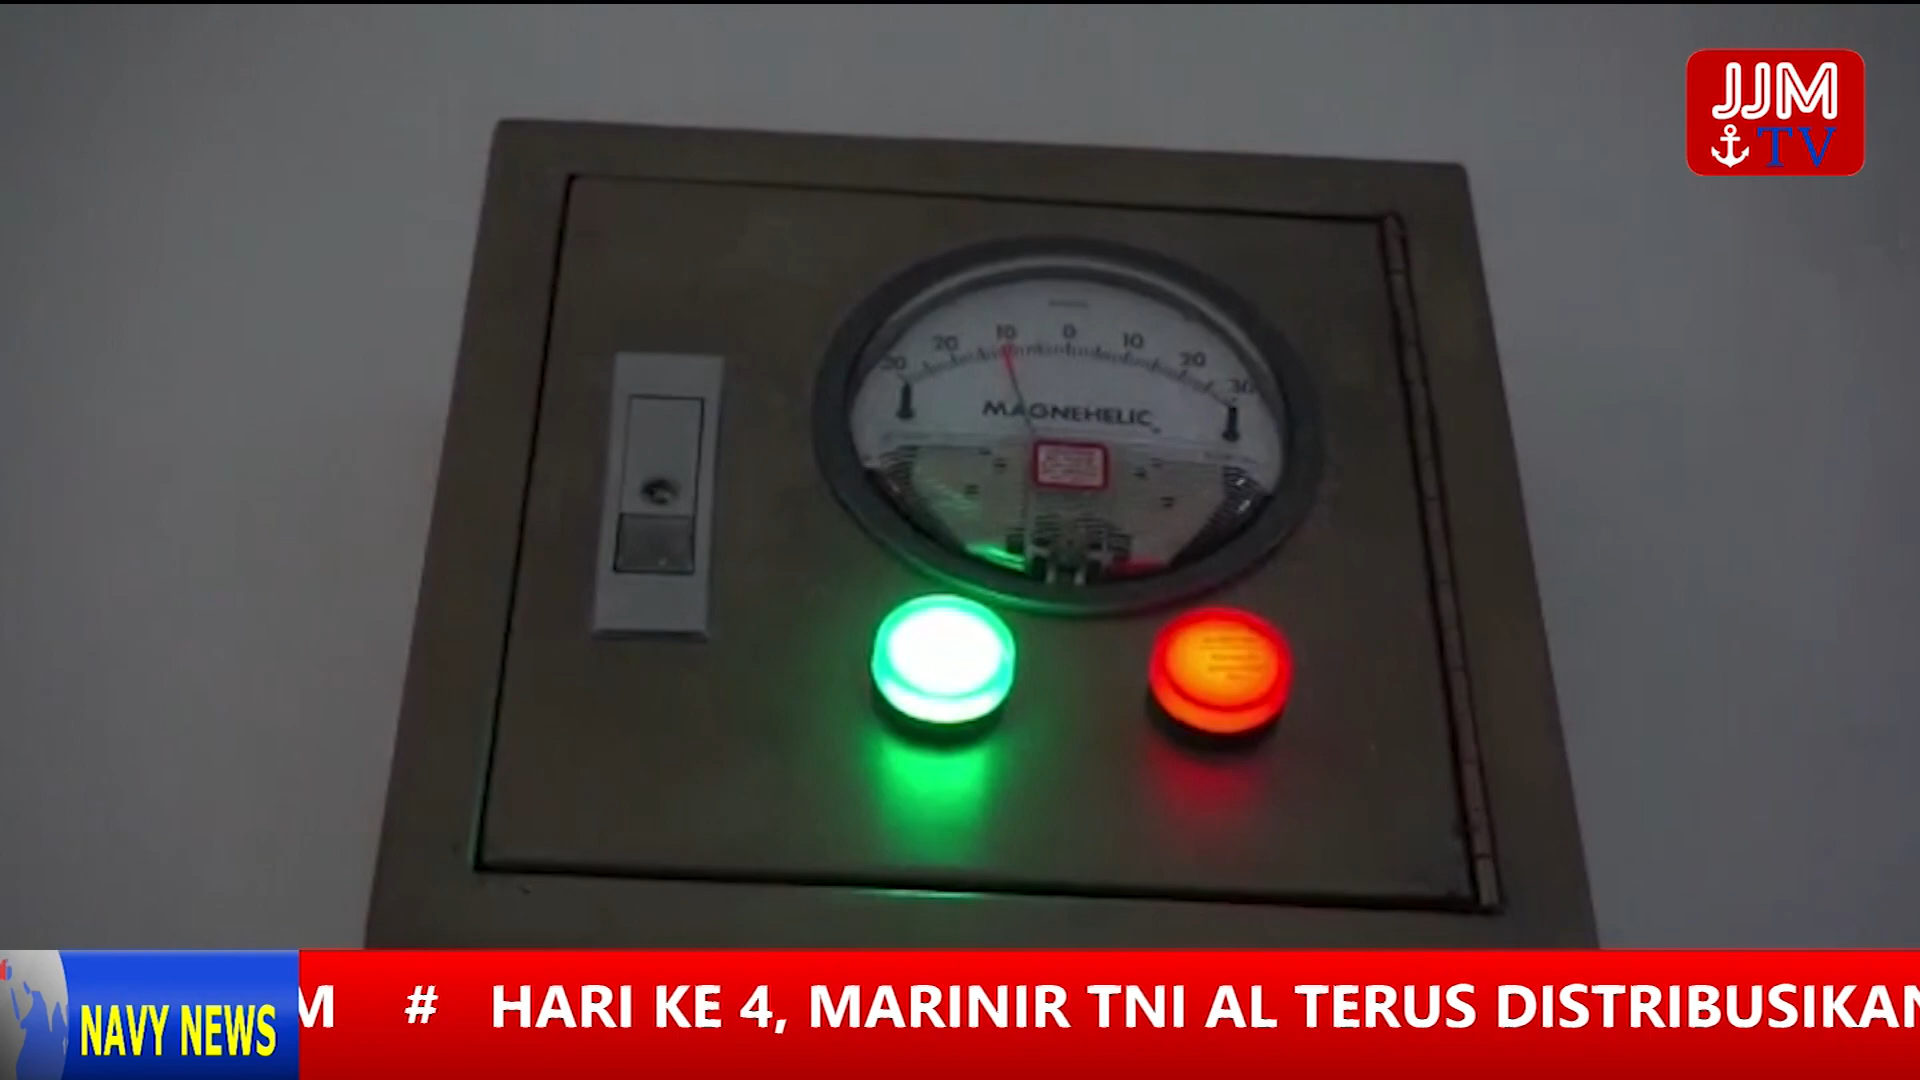 JJM
TV
30 20 10 0 10 20 30
MAGNEHELIC
NAVY NEWS
M # HARI KE 4, MARINIR TNI AL TERUS DISTRIBUSIKAN